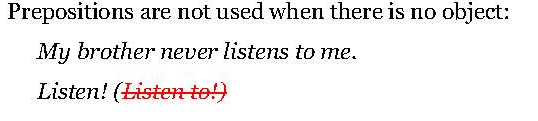 Prepositions are not used when there is no object:
My brother never listens to me.
Listen! (Listen to!)